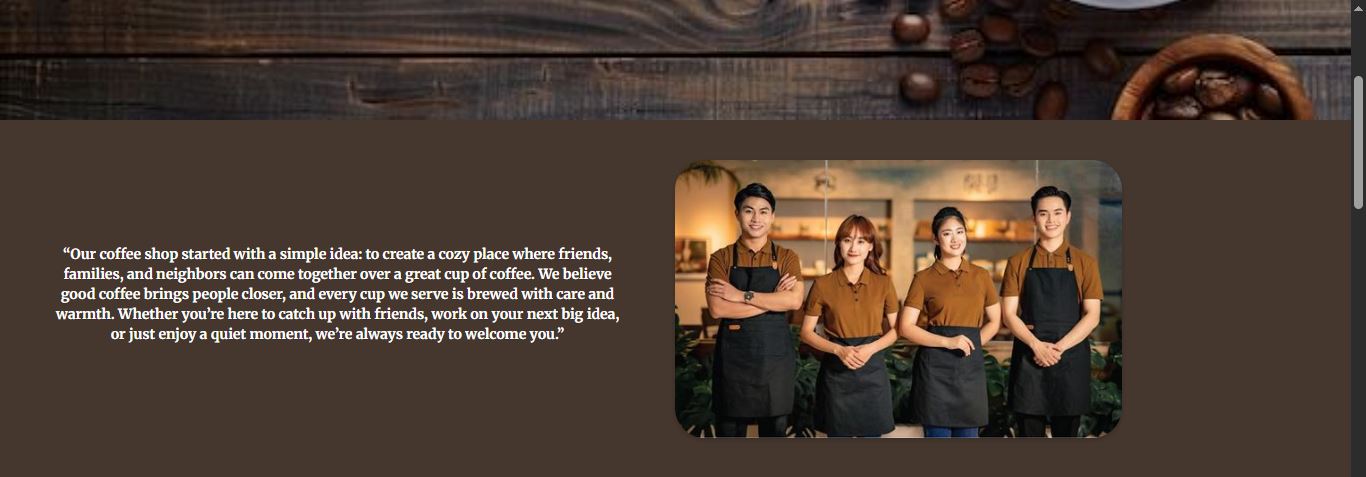 “Our coffee shop started with a simple idea: to create a cozy place where friends,
families, and neighbors can come together over a great cup of coffee. We believe
good coffee brings people closer, and every cup we serve is brewed with care and
warmth. Whether you’re here to catch up with friends, work on your next big idea,
or just enjoy a quiet moment, we’re always ready to welcome you.”